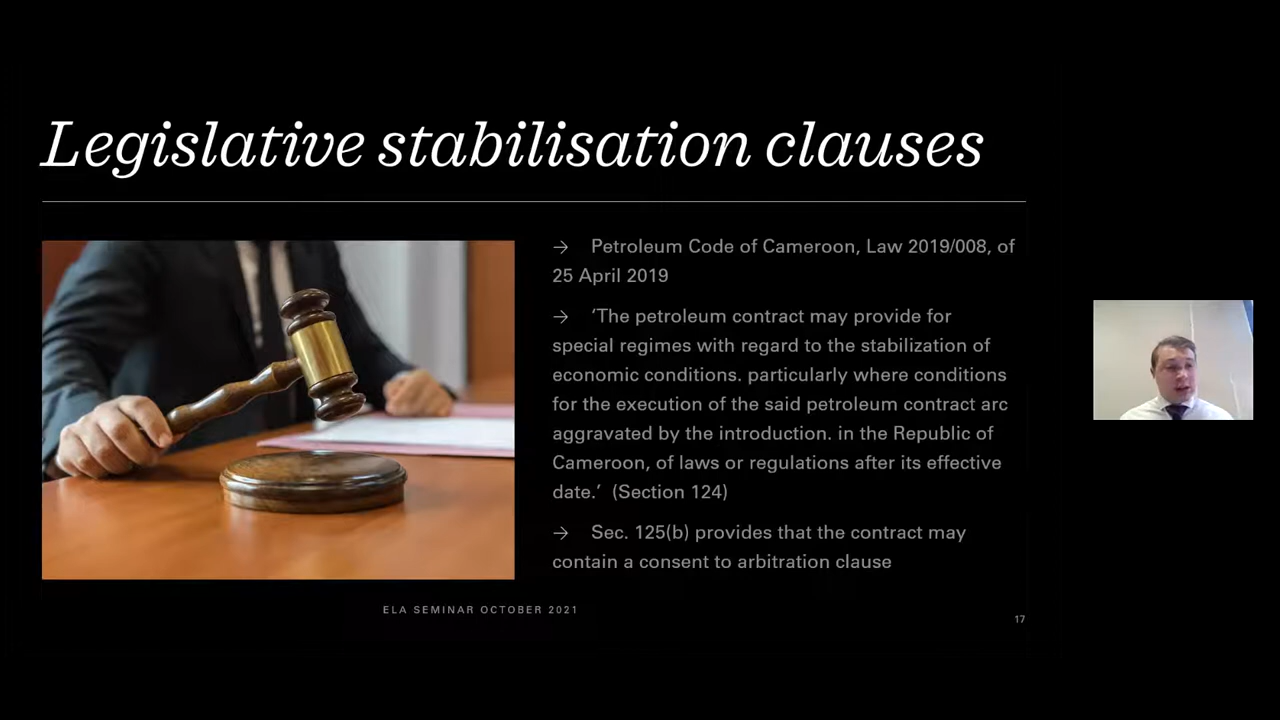 Legislative stabilisation clauses
→ Petroleum Code of Cameroon, Law 2019/008, of
25 April 2019
→ ‘The petroleum contract may provide for
special regimes with regard to the stabilization of
economic conditions. particularly where conditions
for the execution of the said petroleum contract arc
aggravated by the introduction. in the Republic of
Cameroon, of laws or regulations after its effective
date.’ (Section 124)
→ Sec. 125(b) provides that the contract may
contain a consent to arbitration clause
ELA SEMINAR OCTOBER 2021
17